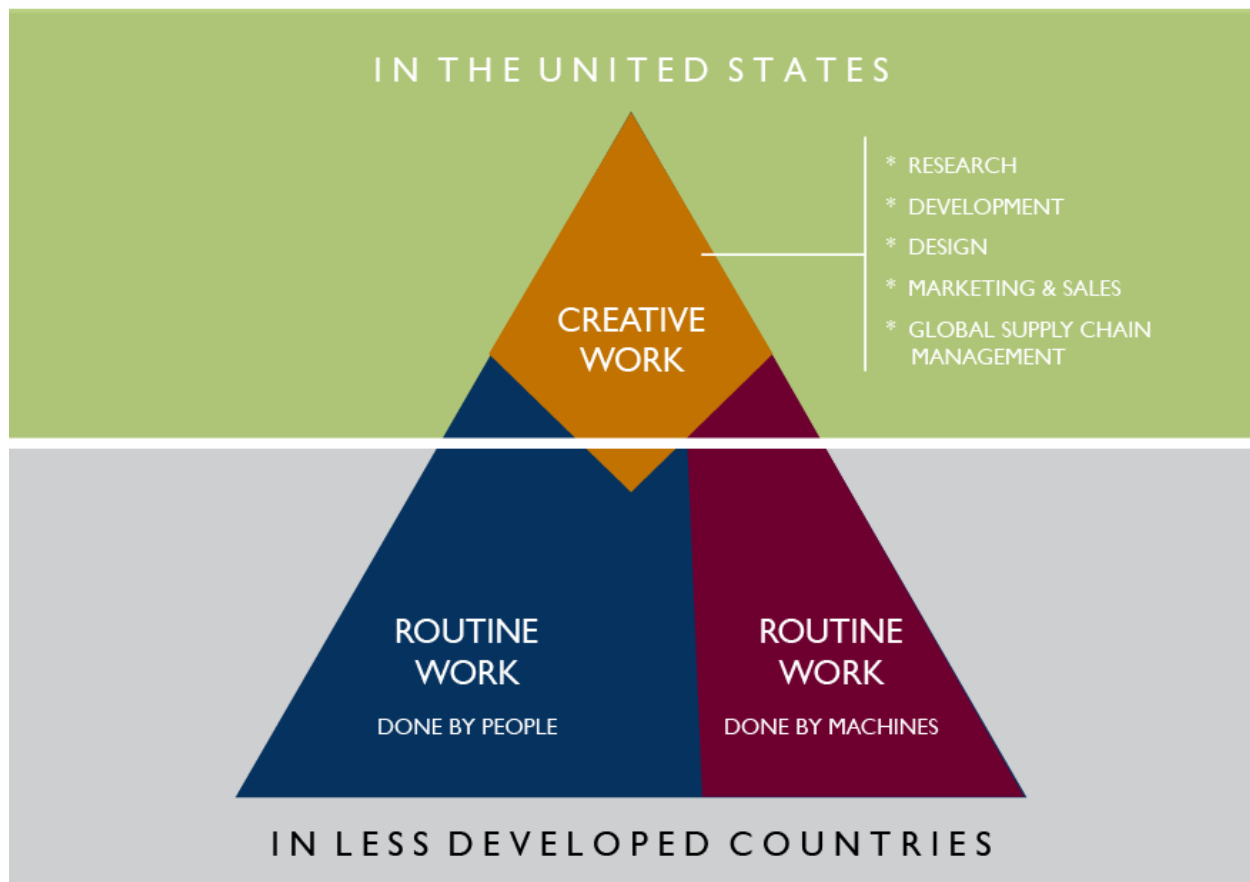 IN THE UNITED STATES
* RESEARCH
* DEVELOPMENT
* DESIGN
* MARKETING & SALES
* GLOBAL SUPPLY CHAIN
MANAGEMENT
CREATIVE
WORK
ROUTINE
WORK
DONE BY PEOPLE
ROUTINE
WORK
DONE BY MACHINES
IN LESS DEVELOPED COUNTRIES